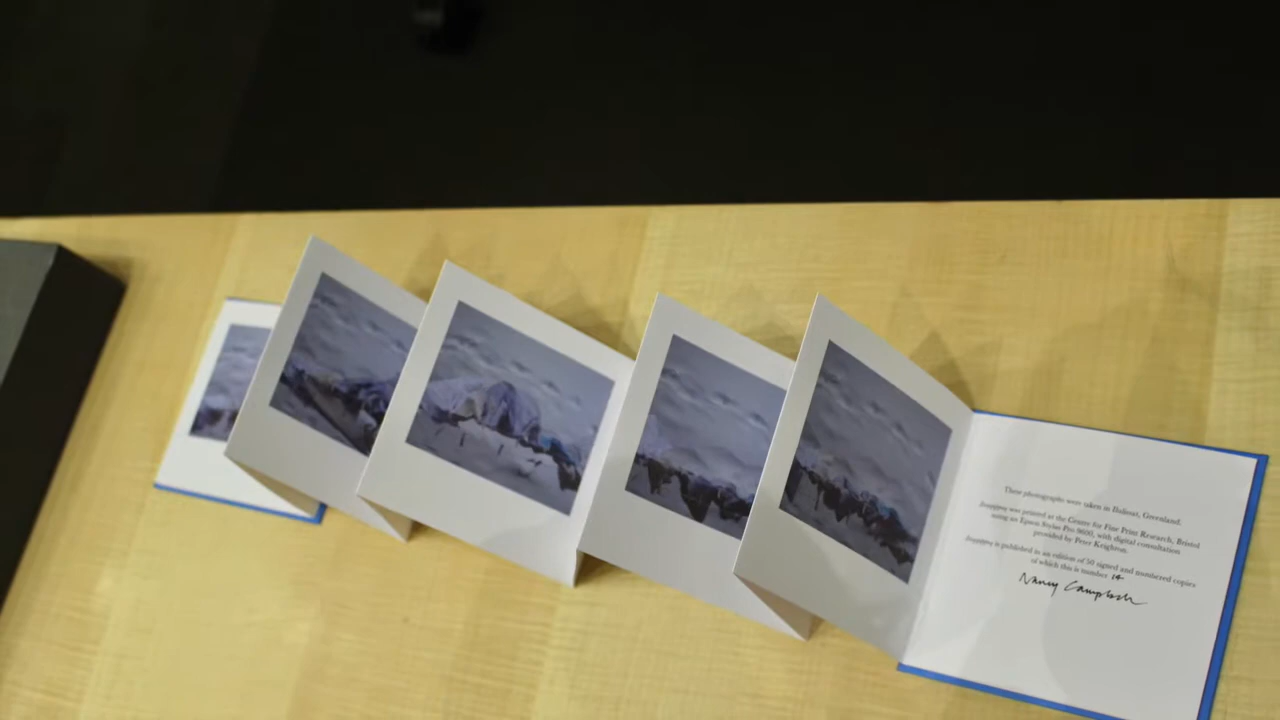 These photographs were taken in Ilulissat, Greenland.
was printed at the Centre for Fine Print Research, Bristol
using an Epson Stylus Pro 9600, with digital consultation
provided by Peter Keighron.
is published in an edition of 50 signed and numbered copies
of which this is number 14
Nancy Campbell